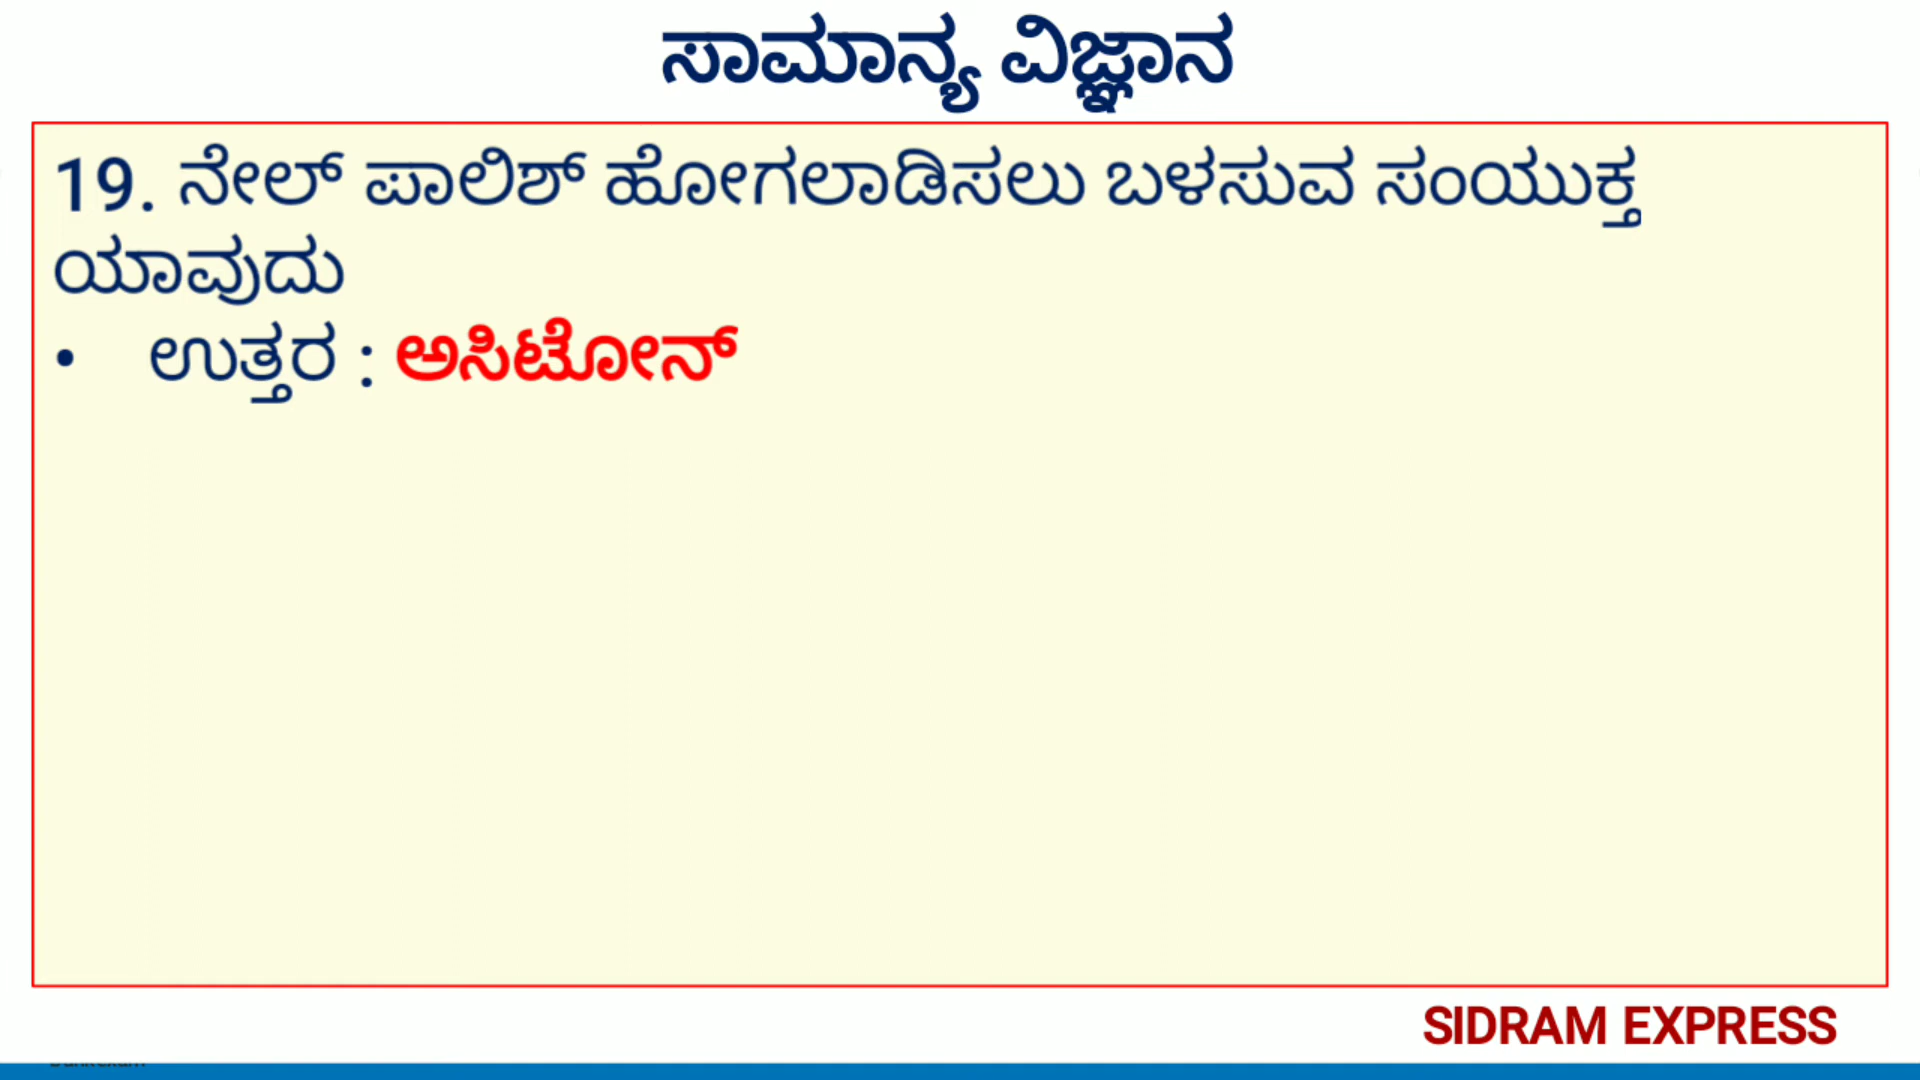 ಸಾಮಾನ್ಯ ವಿಜ್ಞಾನ
19. ನೇಲ್ ಪಾಲಿಶ್ ಹೋಗಲಾಡಿಸಲು ಬಳಸುವ ಸಂಯುಕ್ತ
ಯಾವುದು
• ಉತ್ತರ : ಅಸಿಟೋನ್
SIDRAM EXPRESS